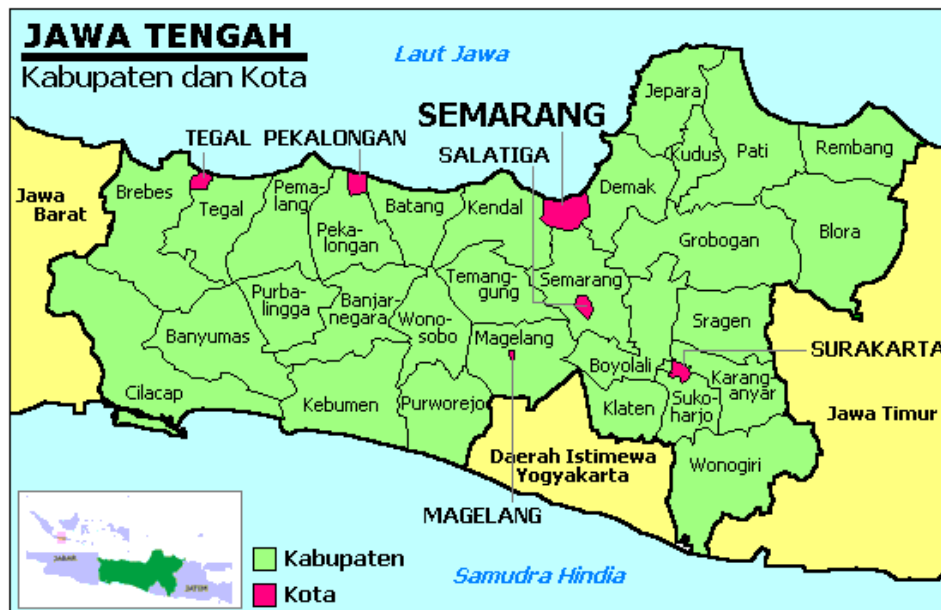 JAWA TENGAH
Kabupaten dan Kota
Laut Jawa
SEMARANG
TEGAL
PEKALONGAN
SALATIGA
Jepara
Kudus
Pati
Rembang
Jawa
Barat
Brebes
Tegal
Pema-
lang
Peka-
longan
Batang
Kendal
Demak
Grobogan
Blora
Purba-
lingga
Banjar-
negara
Wono-
sobo
Temang-
gung
Semarang
Banyumas
Magelang
Boyolali
Sragen
SURAKARTA
Cilacap
Kebumen
Purworejo
Klaten
Suko-
harjo
Karang-
anyar
Jawa Timur
Daerah Istimewa
Yogyakarta
Wonogiri
MAGELANG
JABAR
JATIM
Kabupaten
Kota
Samudra Hindia